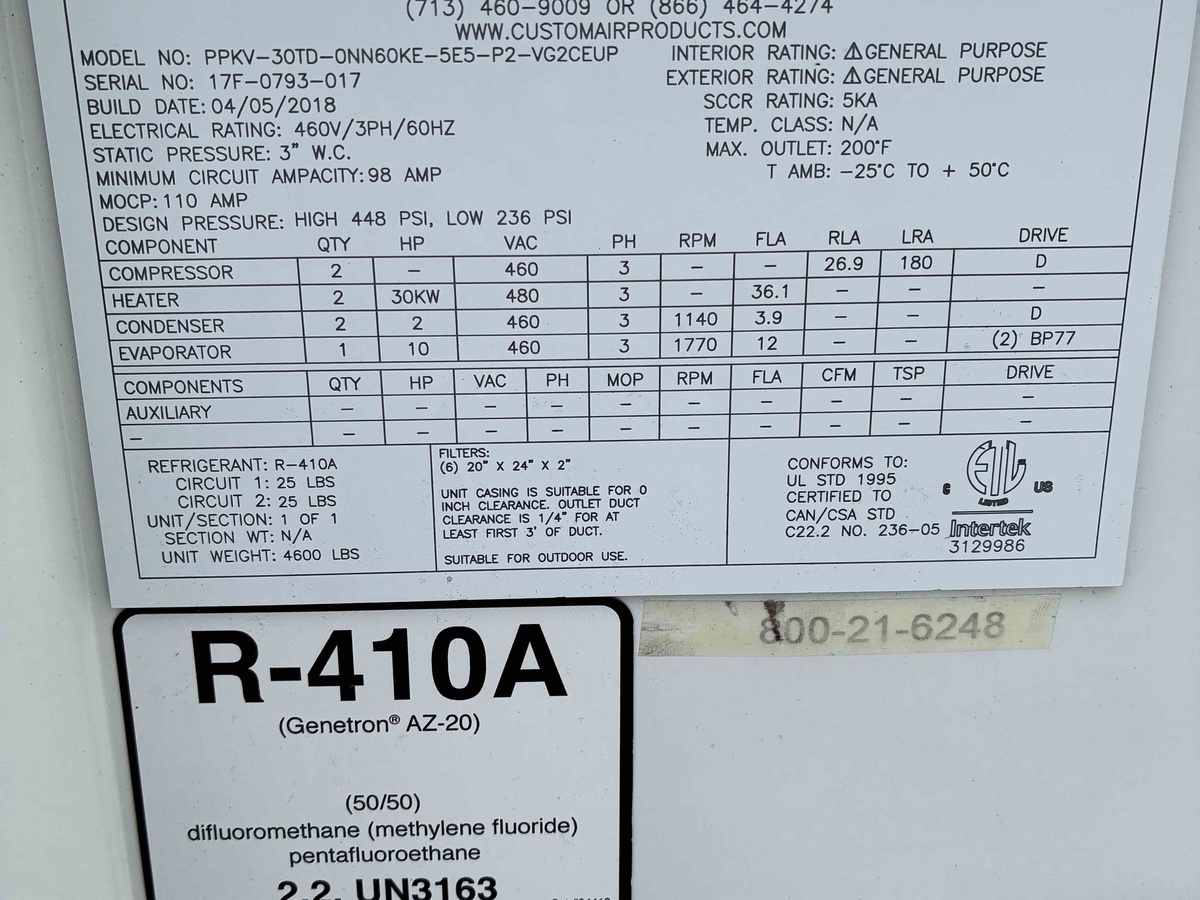 (713) 460-9009 OR (866) 464-4274
WWW.CUSTOMAIRPRODUCTS.COM
MODEL NO: PPKV-30TD-0NN60KE-5E5-P2-VG2CEUP
SERIAL NO: 17F-0793-017
BUILD DATE: 04/05/2018
ELECTRICAL RATING: 460V/3PH/60HZ
STATIC PRESSURE: 3" W.C.
MINIMUM CIRCUIT AMPACITY: 98 AMP
MOCP: 110 AMP
DESIGN PRESSURE: HIGH 448 PSI, LOW 236 PSI
INTERIOR RATING: ⚠GENERAL PURPOSE
EXTERIOR RATING: ⚠GENERAL PURPOSE
SCCR RATING: 5KA
TEMP. CLASS: N/A
MAX. OUTLET: 200°F
T AMB: -25°C TO + 50°C
COMPONENT QTY HP VAC PH RPM FLA RLA LRA DRIVE
COMPRESSOR 2 - 460 3 - - 26.9 180 D
HEATER 2 30KW 480 3 - 36.1 - - -
CONDENSER 2 2 460 3 1140 3.9 - - D
EVAPORATOR 1 10 460 3 1770 12 - - (2) BP77
COMPONENTS QTY HP VAC PH MOP RPM FLA CFM TSP DRIVE
AUXILIARY - - - - - - - - - -
- - - - - - - - - - -
REFRIGERANT: R-410A
CIRCUIT 1: 25 LBS
CIRCUIT 2: 25 LBS
UNIT/SECTION: 1 OF 1
SECTION WT: N/A
UNIT WEIGHT: 4600 LBS
FILTERS:
(6) 20" X 24" X 2"
UNIT CASING IS SUITABLE FOR 0
INCH CLEARANCE. OUTLET DUCT
CLEARANCE IS 1/4" FOR AT
LEAST FIRST 3' OF DUCT.
SUITABLE FOR OUTDOOR USE.
CONFORMS TO:
UL STD 1995
CERTIFIED TO
CAN/CSA STD
C22.2 NO. 236-05
ETL
c US
LISTED
Intertek
3129986
800-21-6248
R-410A
(Genetron® AZ-20)
(50/50)
difluoromethane (methylene fluoride)
pentafluoroethane
2.2, UN3163